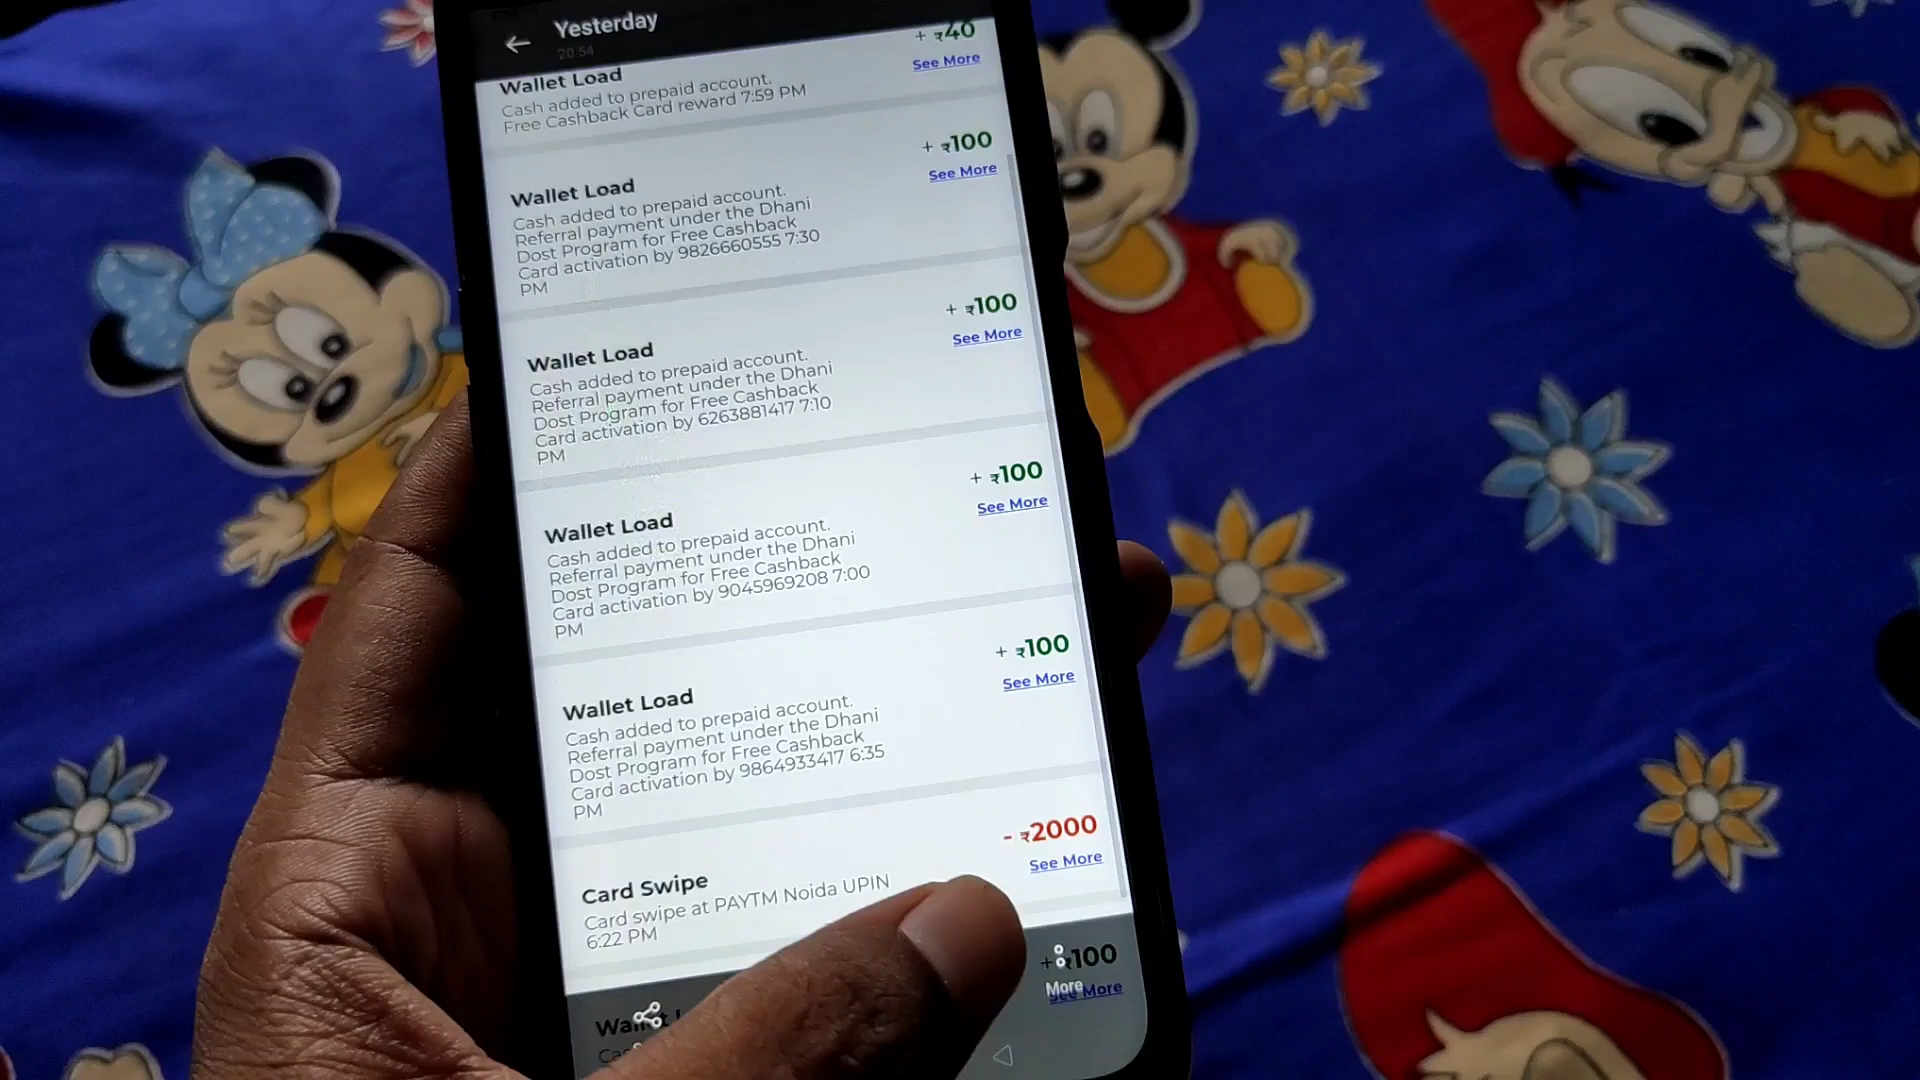 Yesterday
20:54
+ ₹40
See More
Wallet Load
Cash added to prepaid account.
Free Cashback Card reward 7:59 PM
+ ₹100
See More
Wallet Load
Cash added to prepaid account.
Referral payment under the Dhani
Dost Program for Free Cashback
Card activation by 9826660555 7:30
PM
+ ₹100
See More
Wallet Load
Cash added to prepaid account.
Referral payment under the Dhani
Dost Program for Free Cashback
Card activation by 6263881417 7:10
PM
+ ₹100
See More
Wallet Load
Cash added to prepaid account.
Referral payment under the Dhani
Dost Program for Free Cashback
Card activation by 9045969208 7:00
PM
+ ₹100
See More
Wallet Load
Cash added to prepaid account.
Referral payment under the Dhani
Dost Program for Free Cashback
Card activation by 9864933417 6:35
PM
- ₹2000
See More
Card Swipe
Card swipe at PAYTM Noida UPIN
6:22 PM
+ ₹100
More
See More